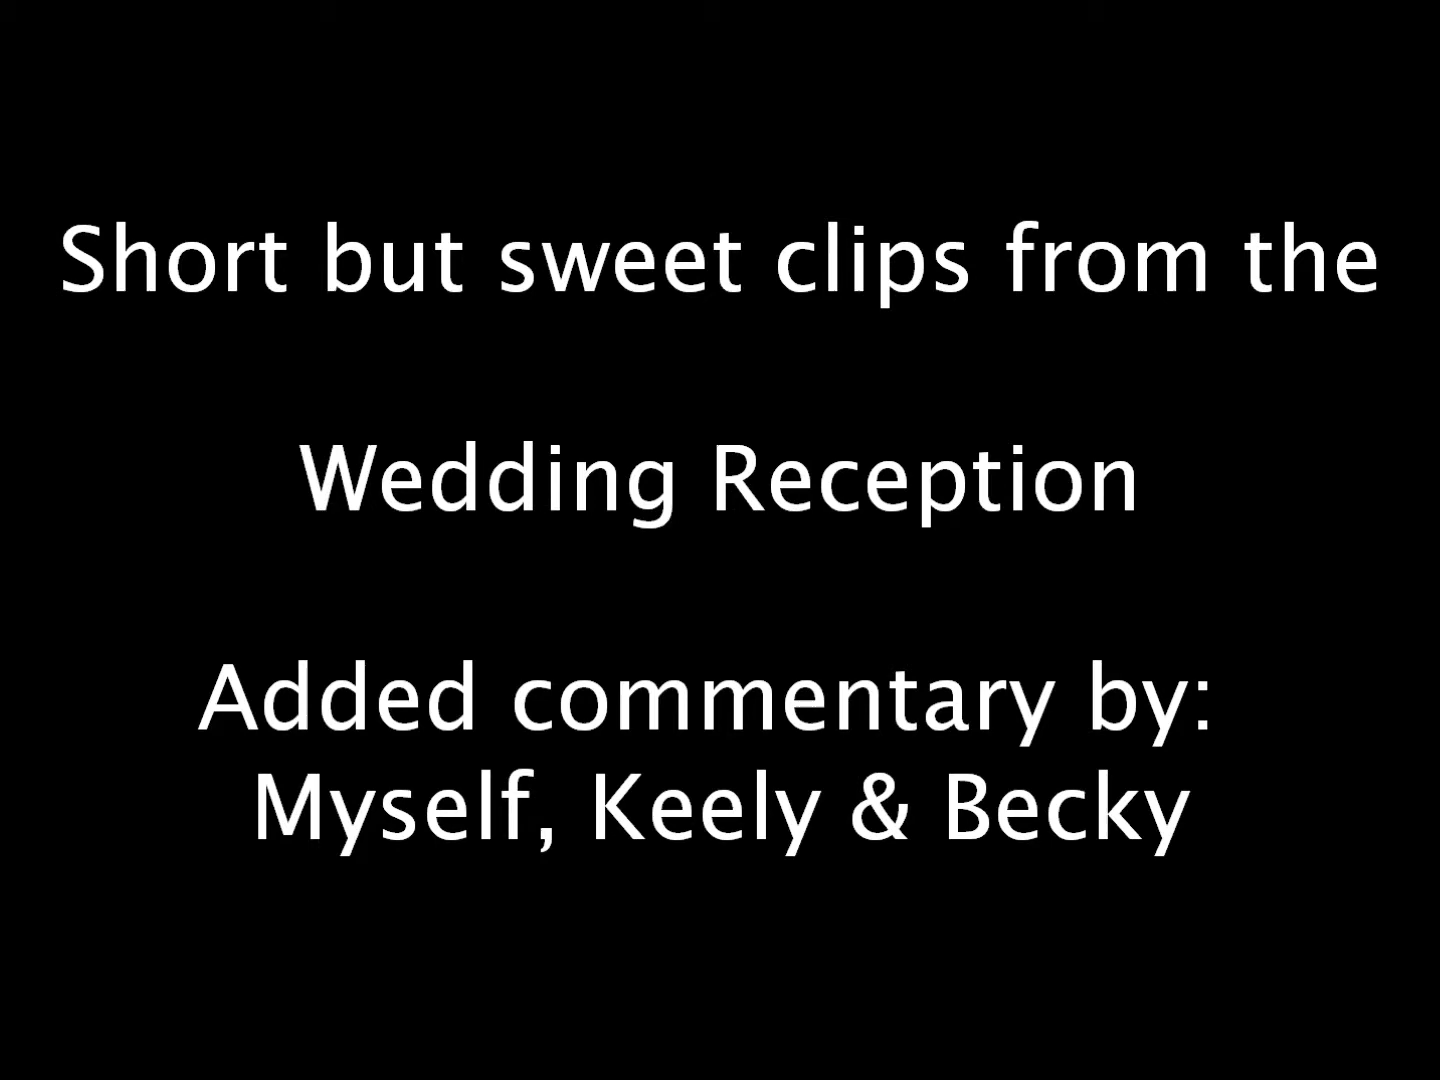 Short but sweet clips from the
Wedding Reception
Added commentary by:
Myself, Keely & Becky